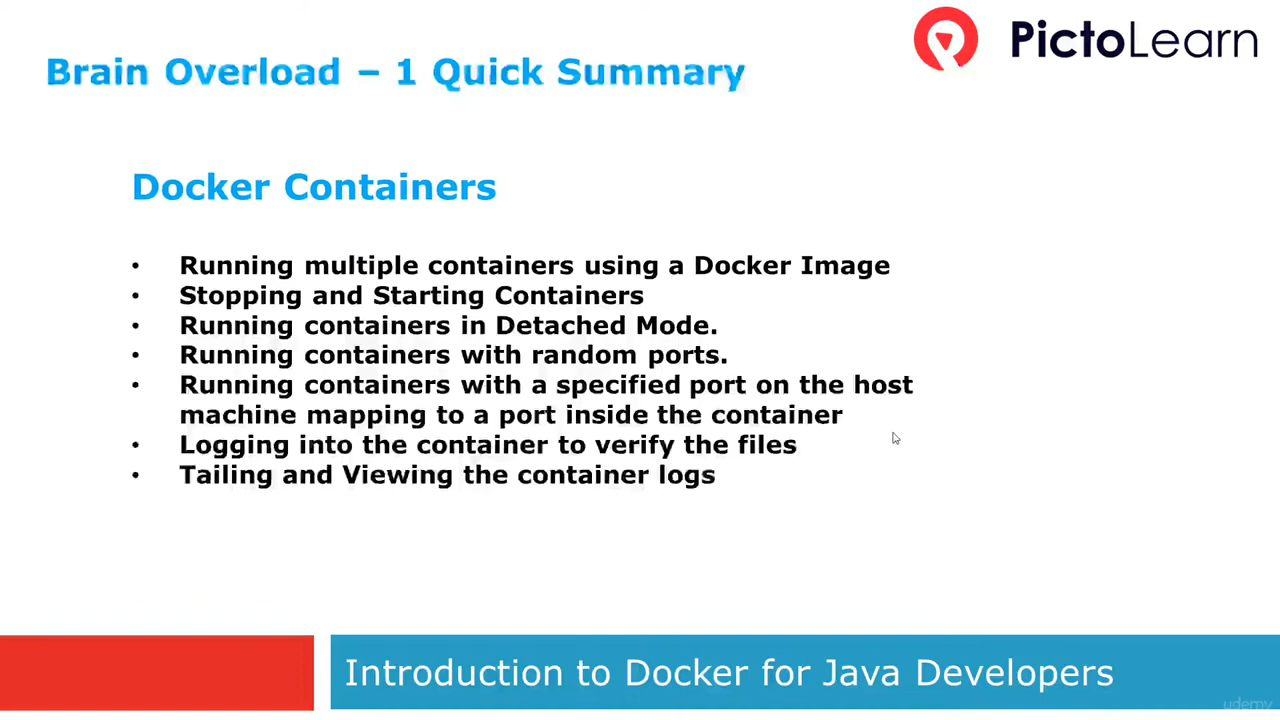 PictoLearn
Brain Overload – 1 Quick Summary
Docker Containers
• Running multiple containers using a Docker Image
• Stopping and Starting Containers
• Running containers in Detached Mode.
• Running containers with random ports.
• Running containers with a specified port on the host
machine mapping to a port inside the container
• Logging into the container to verify the files
• Tailing and Viewing the container logs
Introduction to Docker for Java Developers
udemy